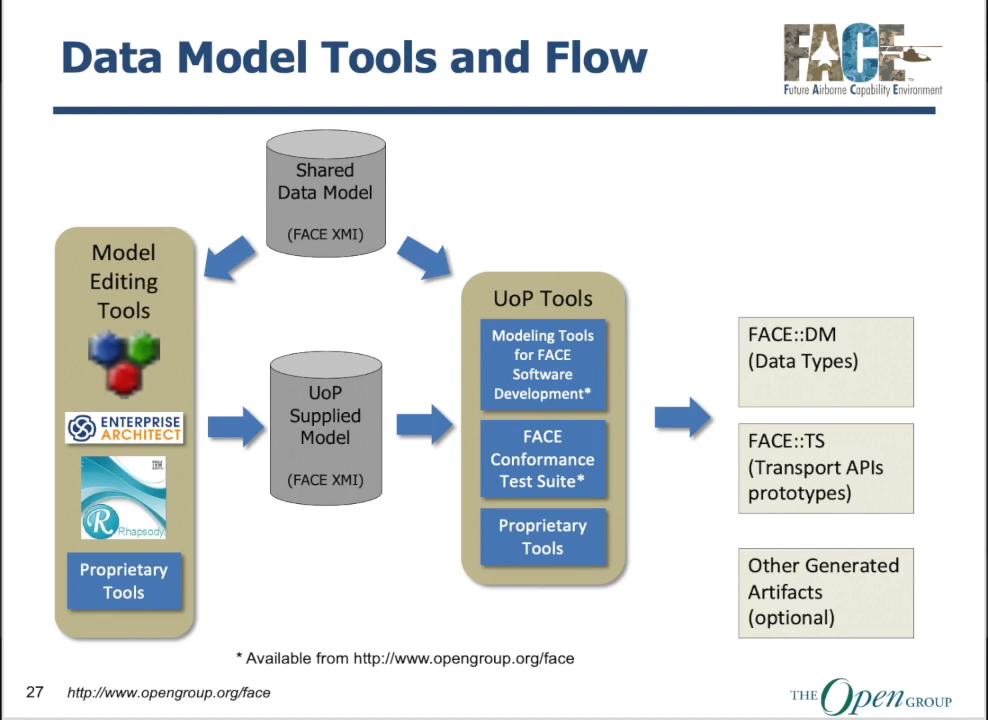 Data Model Tools and Flow
FACE
Future Airborne Capability Environment
Shared
Data Model
(FACE XMI)
Model
Editing
Tools
ENTERPRISE
ARCHITECT
IBM
R
Rhapsody
Proprietary
Tools
UoP
Supplied
Model
(FACE XMI)
UoP Tools
Modeling Tools
for FACE
Software
Development*
FACE
Conformance
Test Suite*
Proprietary
Tools
FACE::DM
(Data Types)
FACE::TS
(Transport APIs
prototypes)
Other Generated
Artifacts
(optional)
* Available from http://www.opengroup.org/face
27 http://www.opengroup.org/face
THE Open GROUP